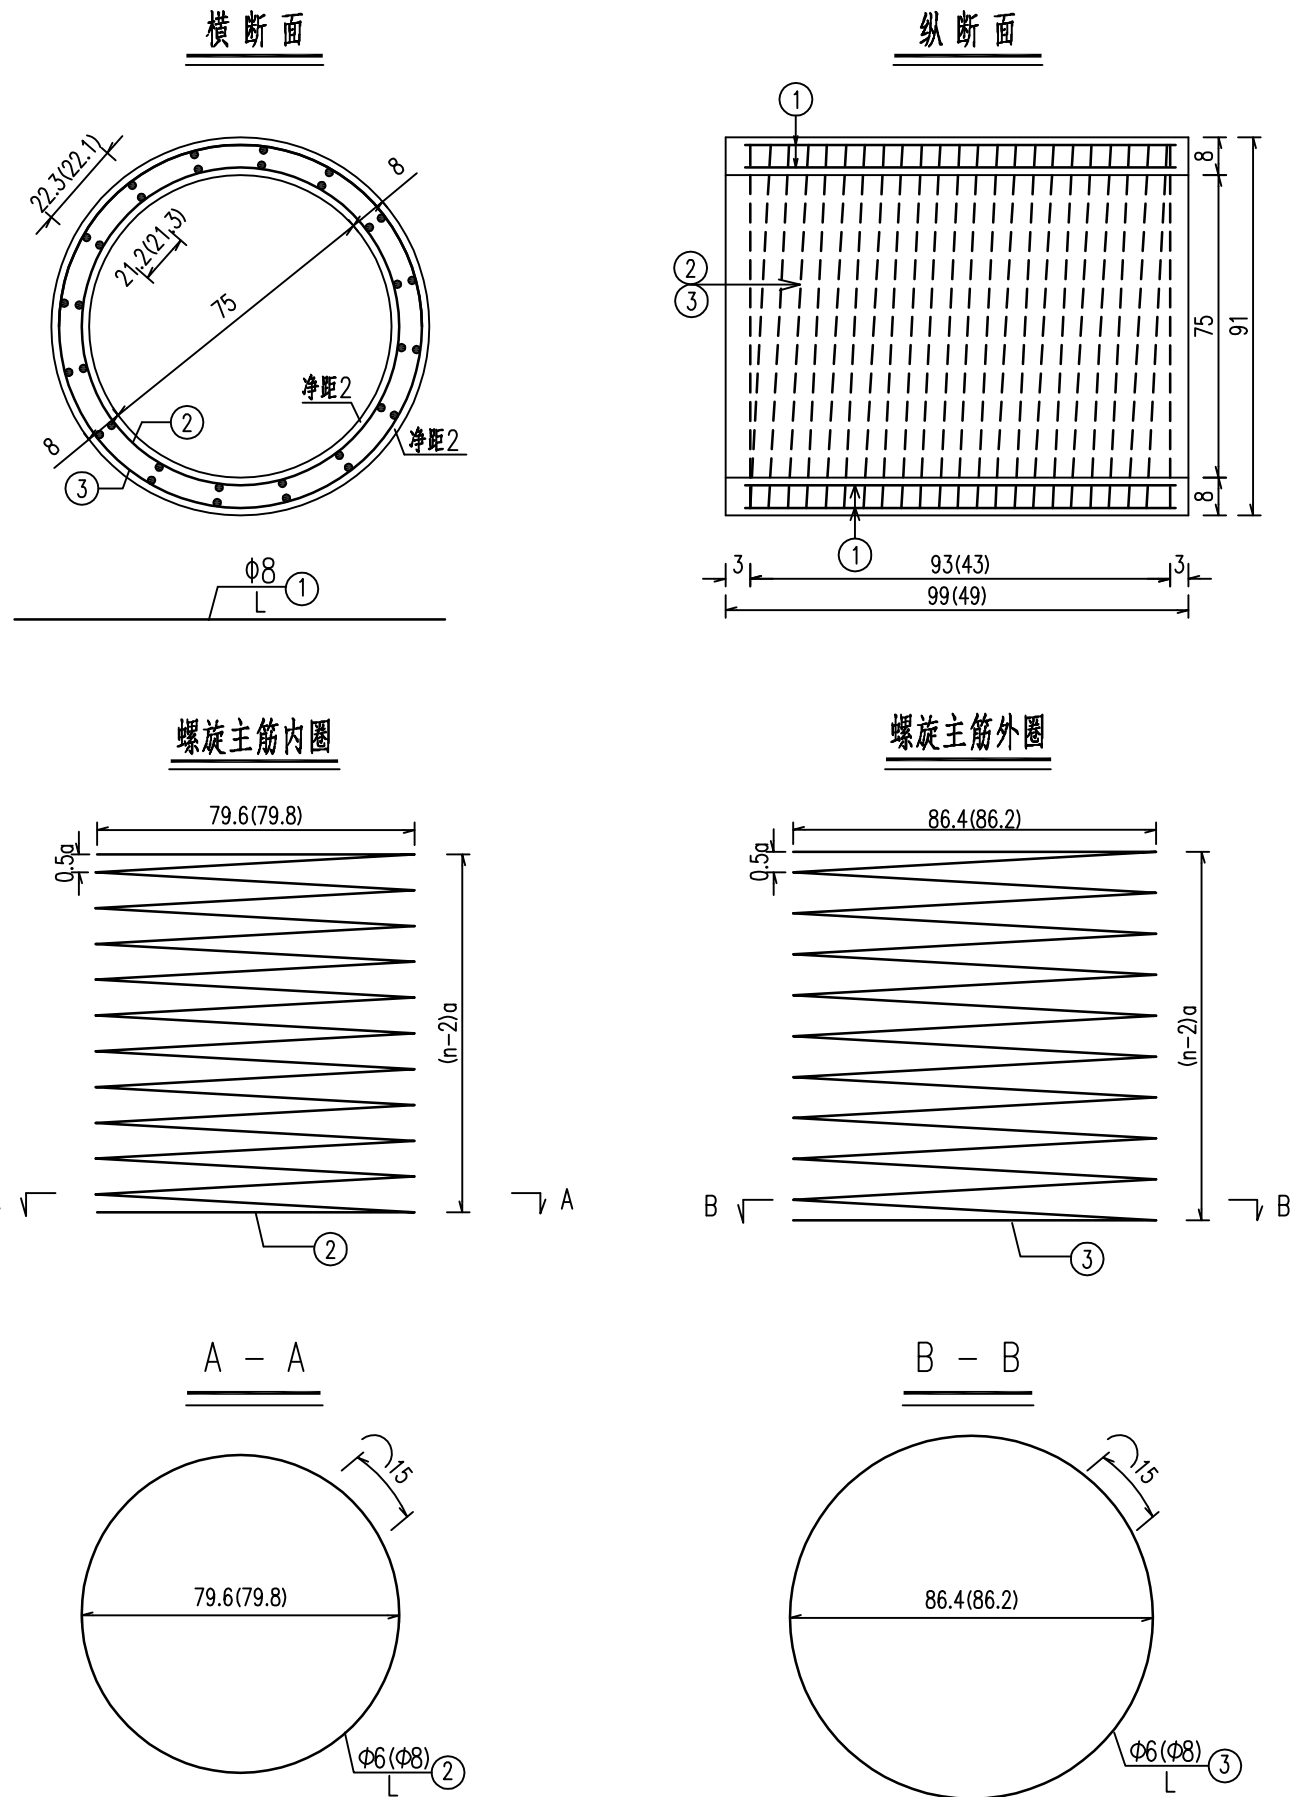 横断面
纵断面
22.3(22.1)
21.2(21.3)
8
75
8
净距2
净距2
2
3
1
8
75
91
8
2
3
1
3
93(43)
3
99(49)
Φ8
L
1
螺旋主筋内圈
螺旋主筋外圈
79.6(79.8)
0.5a
(n-2)a
A
2
86.4(86.2)
0.5a
(n-2)a
B
B
3
A - A
B - B
15
79.6(79.8)
Φ6(Φ8)
L
2
15
86.4(86.2)
Φ6(Φ8)
L
3